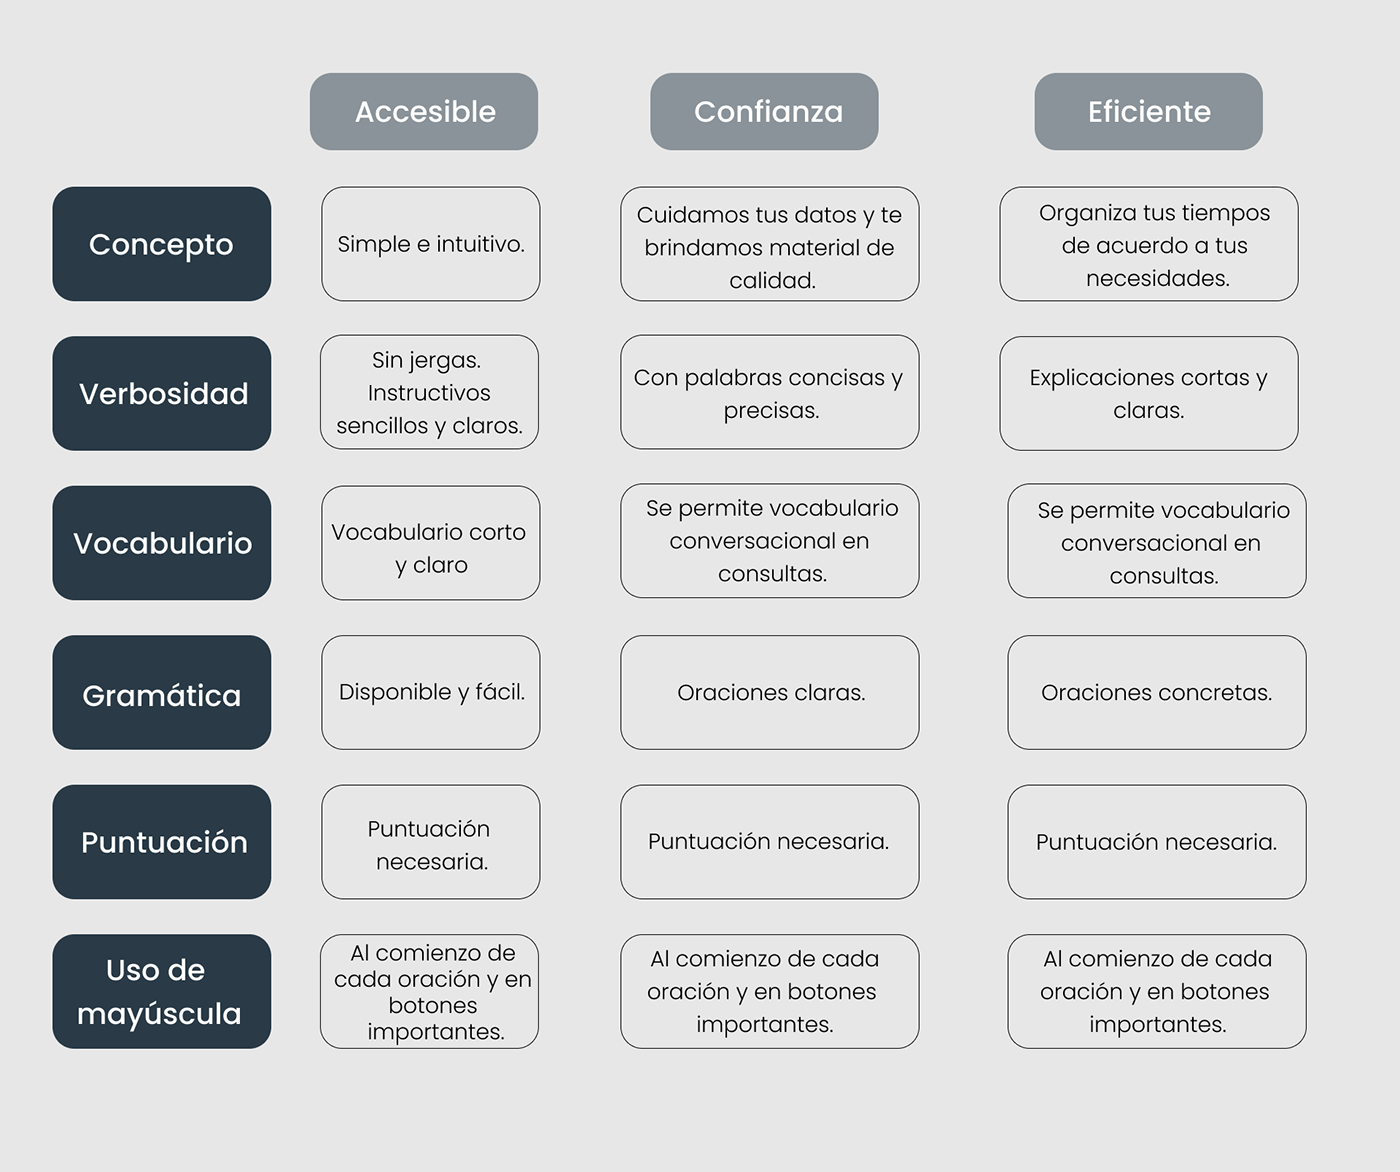 Accesible
Confianza
Eficiente
Concepto
Simple e intuitivo.
Cuidamos tus datos y te
brindamos material de
calidad.
Organiza tus tiempos
de acuerdo a tus
necesidades.
Verbosidad
Sin jergas.
Instructivos
sencillos y claros.
Con palabras concisas y
precisas.
Explicaciones cortas y
claras.
Vocabulario
Vocabulario corto
y claro
Se permite vocabulario
conversacional en
consultas.
Se permite vocabulario
conversacional en
consultas.
Gramática
Disponible y fácil.
Oraciones claras.
Oraciones concretas.
Puntuación
Puntuación
necesaria.
Puntuación necesaria.
Puntuación necesaria.
Uso de
mayúscula
Al comienzo de
cada oración y en
botones
importantes.
Al comienzo de cada
oración y en botones
importantes.
Al comienzo de cada
oración y en botones
importantes.